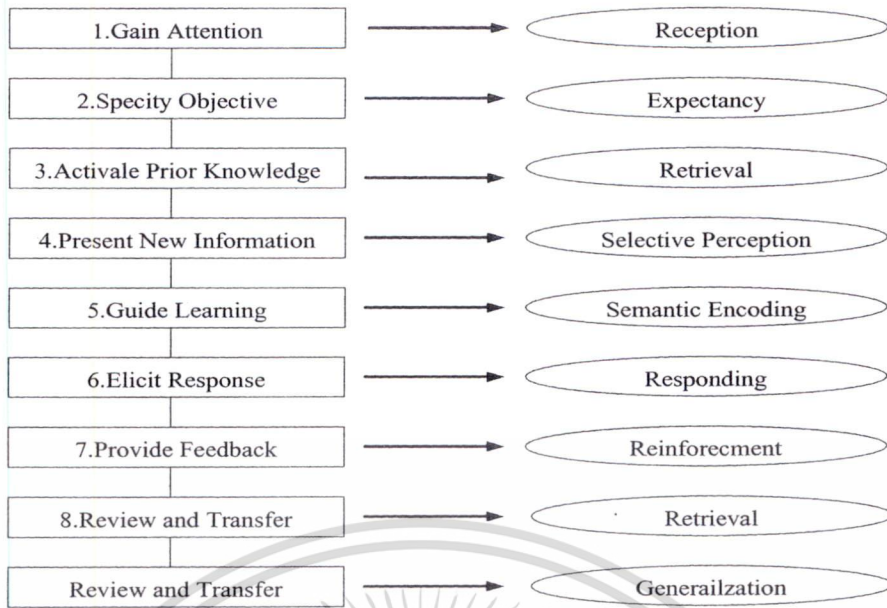 1.Gain Attention Reception
2.Specity Objective Expectancy
3.Activale Prior Knowledge Retrieval
4.Present New Information Selective Perception
5.Guide Learning Semantic Encoding
6.Elicit Response Responding
7.Provide Feedback Reinforecment
8.Review and Transfer Retrieval
Review and Transfer Generailzation